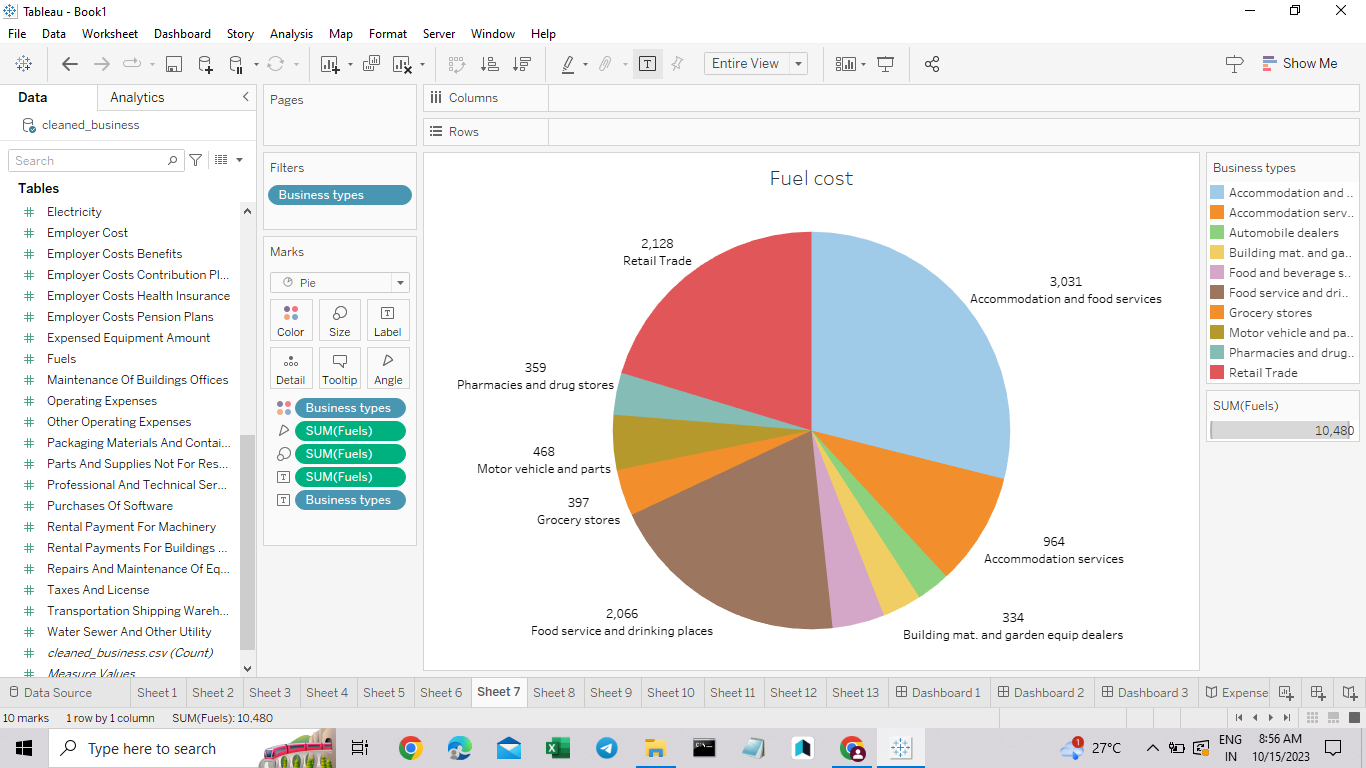 Tableau - Book1
File Data Worksheet Dashboard Story Analysis Map Format Server Window Help
Entire View
Show Me
Data Analytics
cleaned_business
Search
Tables
Electricity
Employer Cost
Employer Costs Benefits
Employer Costs Contribution Pl...
Employer Costs Health Insurance
Employer Costs Pension Plans
Expensed Equipment Amount
Fuels
Maintenance Of Buildings Offices
Operating Expenses
Other Operating Expenses
Packaging Materials And Contai...
Parts And Supplies Not For Res...
Professional And Technical Ser...
Purchases Of Software
Rental Payment For Machinery
Rental Payments For Buildings ...
Repairs And Maintenance Of Eq...
Taxes And License
Transportation Shipping Wareh...
Water Sewer And Other Utility
cleaned_business.csv (Count)
Measure Values
Pages
Filters
Business types
Marks
Pie
Color Size Label
Detail Tooltip Angle
Business types
SUM(Fuels)
SUM(Fuels)
SUM(Fuels)
Business types
Columns
Rows
Fuel cost
2,128
Retail Trade
3,031
Accommodation and food services
359
Pharmacies and drug stores
468
Motor vehicle and parts
397
Grocery stores
964
Accommodation services
2,066
Food service and drinking places
334
Building mat. and garden equip dealers
Business types
Accommodation and ..
Accommodation serv..
Automobile dealers
Building mat. and ga..
Food and beverage s..
Food service and dri..
Grocery stores
Motor vehicle and pa..
Pharmacies and drug..
Retail Trade
SUM(Fuels)
10,480
Data Source Sheet 1 Sheet 2 Sheet 3 Sheet 4 Sheet 5 Sheet 6 Sheet 7 Sheet 8 Sheet 9 Sheet 10 Sheet 11 Sheet 12 Sheet 13 Dashboard 1 Dashboard 2 Dashboard 3 Expense
10 marks 1 row by 1 column SUM(Fuels): 10,480
Type here to search
1
27°C
ENG
IN
8:56 AM
10/15/2023